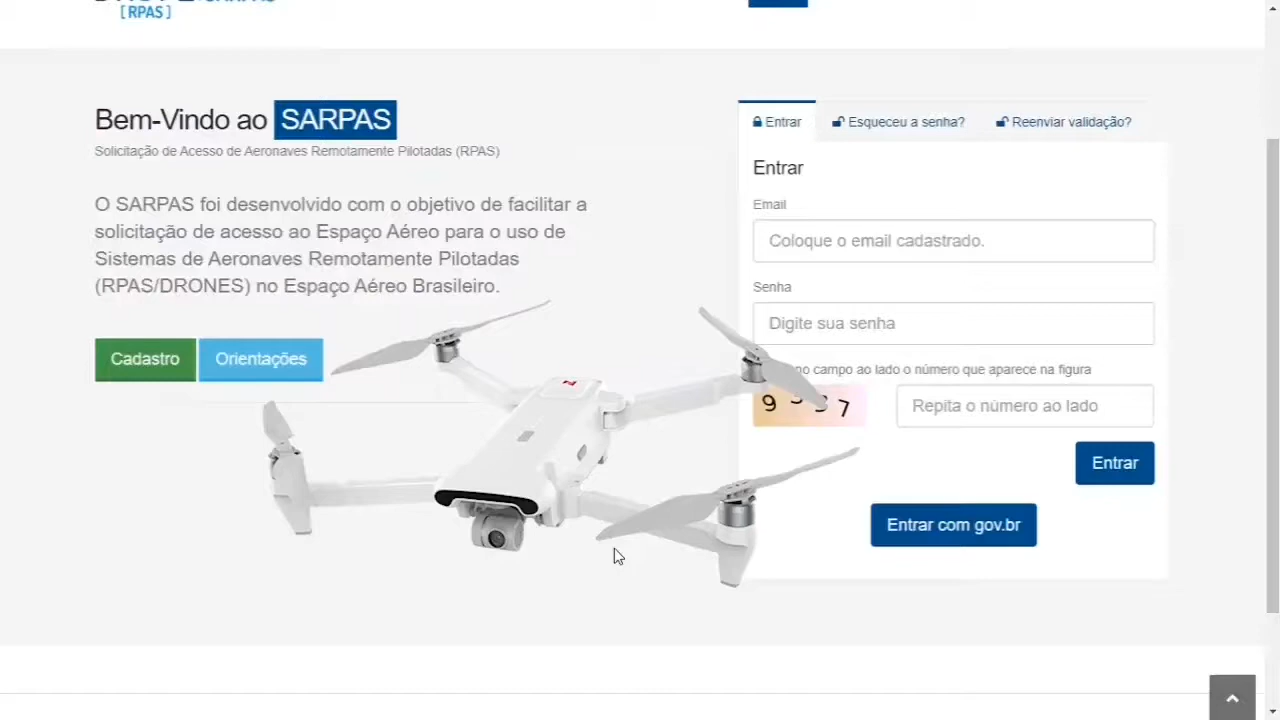 [RPAS]
Bem-Vindo ao SARPAS
Solicitação de Acesso de Aeronaves Remotamente Pilotadas (RPAS)
O SARPAS foi desenvolvido com o objetivo de facilitar a
solicitação de acesso ao Espaço Aéreo para o uso de
Sistemas de Aeronaves Remotamente Pilotadas
(RPAS/DRONES) no Espaço Aéreo Brasileiro.
Cadastro
Orientações
Entrar
Esqueceu a senha?
Reenviar validação?
Entrar
Email
Coloque o email cadastrado.
Senha
Digite sua senha
no campo ao lado o número que aparece na figura
Repita o número ao lado
Entrar
Entrar com gov.br